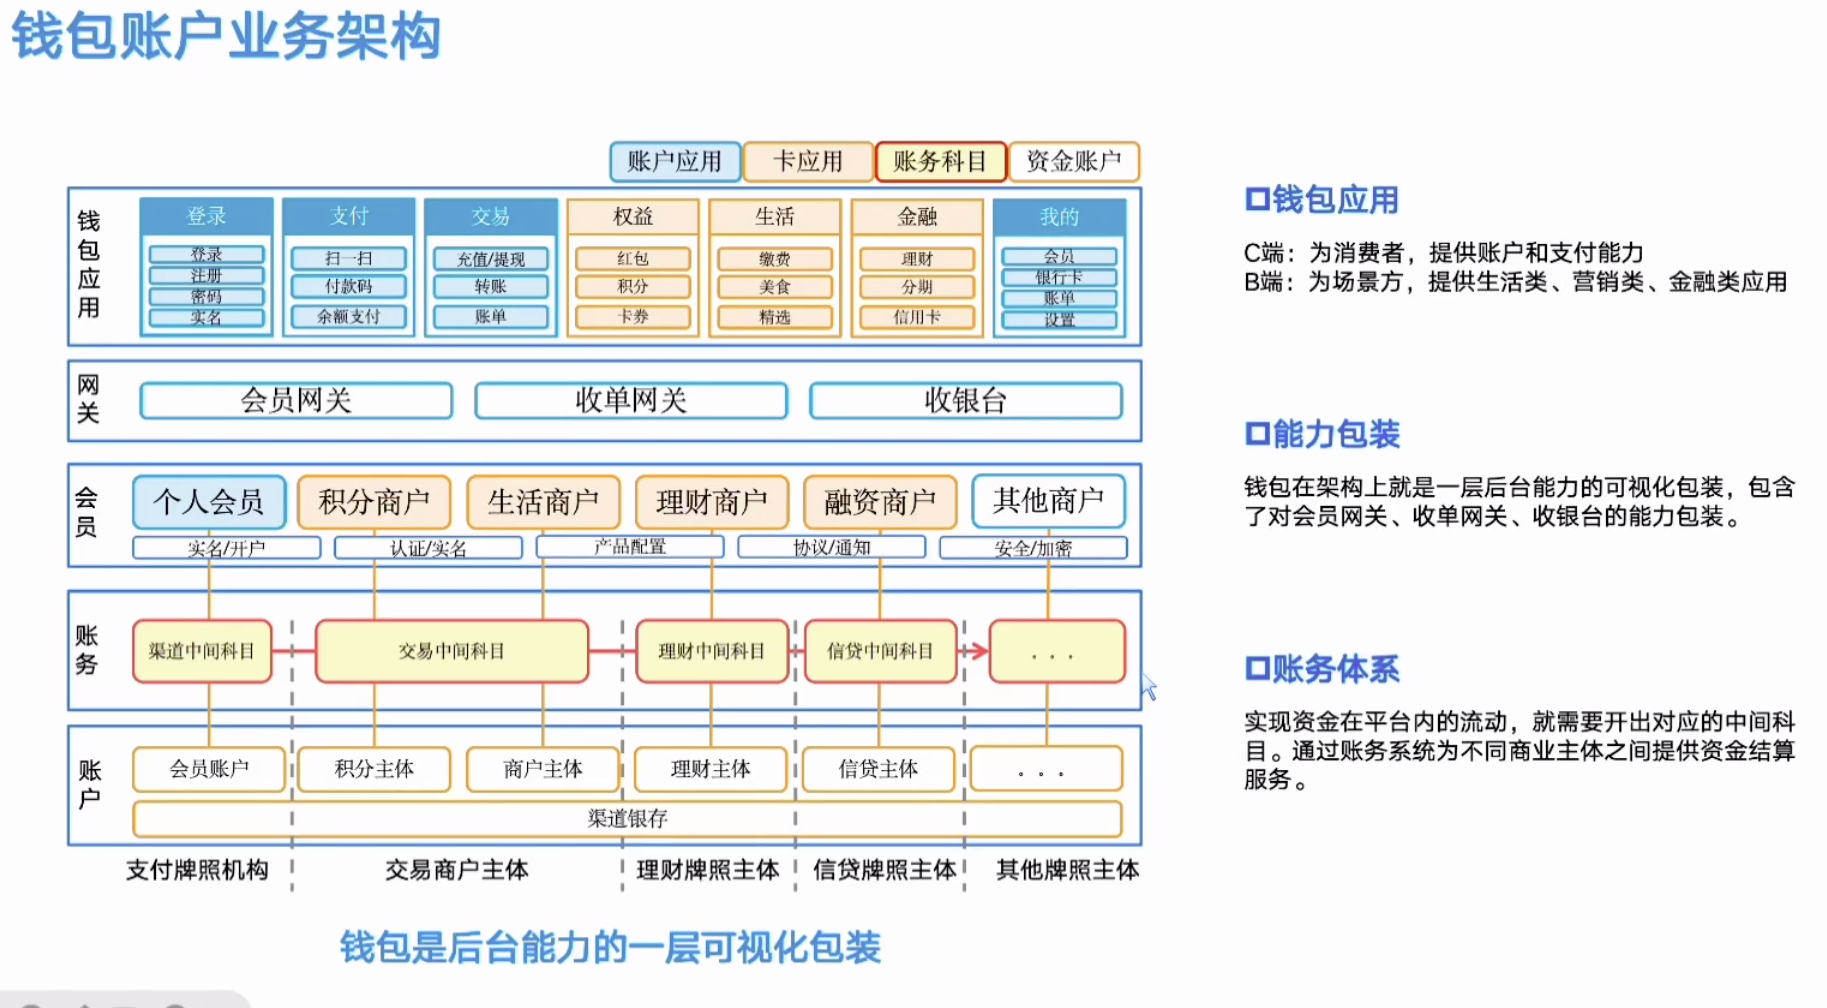 钱包账户业务架构
账户应用 卡应用 账务科目 资金账户
钱包应用
登录 支付 交易 权益 生活 金融 我的
登录
注册
密码
实名
扫一扫
付款码
余额支付
充值/提现
转账
账单
红包
积分
卡券
缴费
美食
精选
理财
分期
信用卡
会员
银行卡
账单
设置
网关
会员网关 收单网关 收银台
会员
个人会员 积分商户 生活商户 理财商户 融资商户 其他商户
实名/开户 认证/实名 产品配置 协议/通知 安全/加密
账务
渠道中间科目 交易中间科目 理财中间科目 信贷中间科目 . . .
账户
会员账户 积分主体 商户主体 理财主体 信贷主体 。。。
渠道银存
支付牌照机构 交易商户主体 理财牌照主体 信贷牌照主体 其他牌照主体
钱包是后台能力的一层可视化包装
钱包应用
C端：为消费者，提供账户和支付能力
B端：为场景方，提供生活类、营销类、金融类应用
能力包装
钱包在架构上就是一层后台能力的可视化包装，包含
了对会员网关、收单网关、收银台的能力包装。
账务体系
实现资金在平台内的流动，就需要开出对应的中间科
目。通过账务系统为不同商业主体之间提供资金结算
服务。